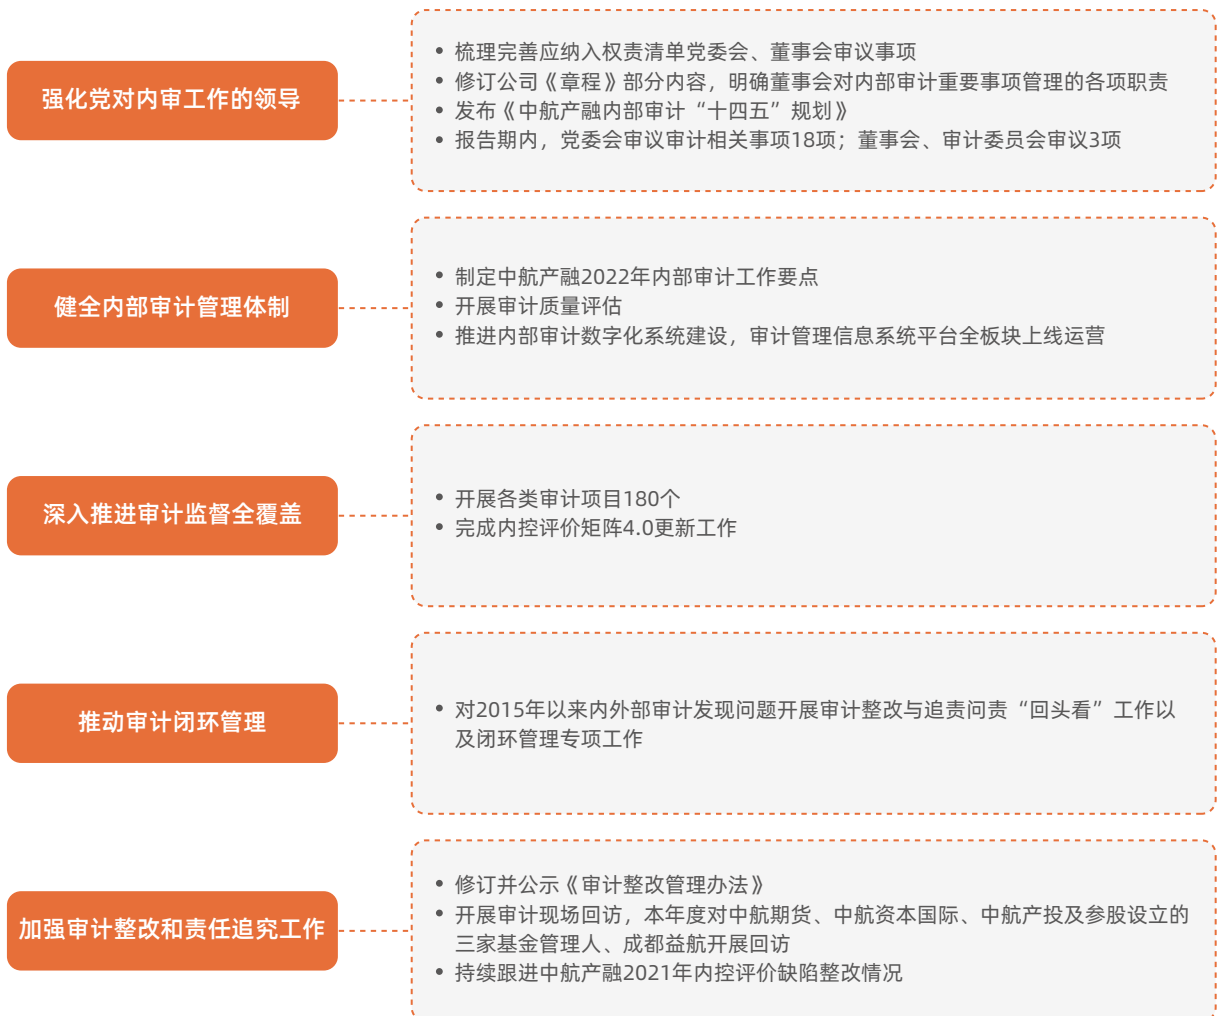 强化党对内审工作的领导
• 梳理完善应纳入权责清单党委会、董事会审议事项
• 修订公司《章程》部分内容，明确董事会对内部审计重要事项管理的各项职责
• 发布《中航产融内部审计“十四五”规划》
• 报告期内，党委会审议审计相关事项18项；董事会、审计委员会审议3项
健全内部审计管理体制
• 制定中航产融2022年内部审计工作要点
• 开展审计质量评估
• 推进内部审计数字化系统建设，审计管理信息系统平台全板块上线运营
深入推进审计监督全覆盖
• 开展各类审计项目180个
• 完成内控评价矩阵4.0更新工作
推动审计闭环管理
• 对2015年以来内外部审计发现问题开展审计整改与追责问责“回头看”工作以
及闭环管理专项工作
加强审计整改和责任追究工作
• 修订并公示《审计整改管理办法》
• 开展审计现场回访，本年度对中航期货、中航资本国际、中航产投及参股设立的
三家基金管理人、成都益航开展回访
• 持续跟进中航产融2021年内控评价缺陷整改情况